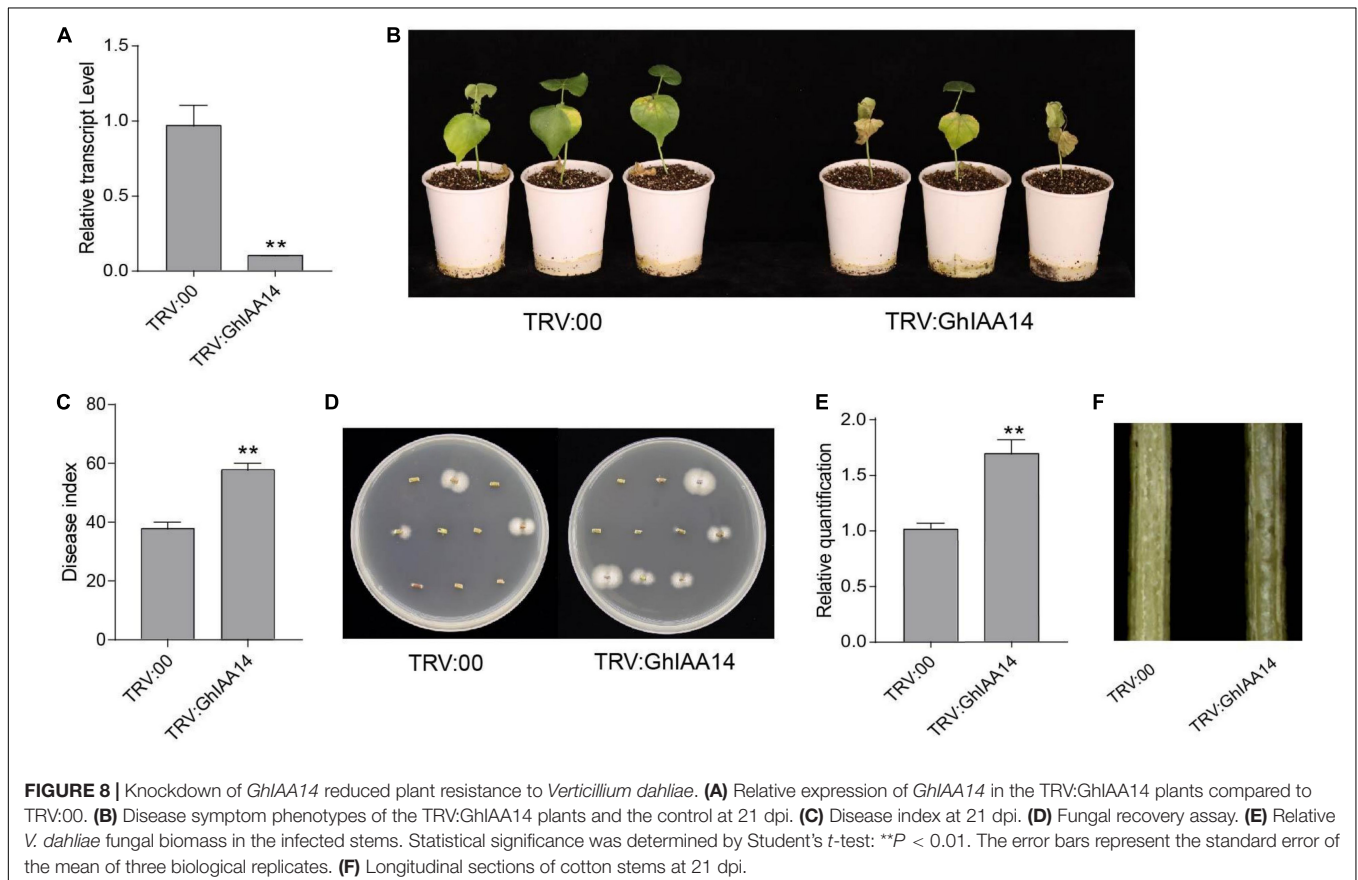 A
1.5
1.0
0.5
0.0
Relative transcript Level
**
TRV:00
TRV:GhIAA14
B
TRV:00
TRV:GhIAA14
C
80
60
40
20
0
Disease index
**
TRV:00
TRV:GhIAA14
D
TRV:00
TRV:GhIAA14
E
2.0
1.5
1.0
0.5
0.0
Relative quantification
**
TRV:00
TRV:GhIAA14
F
TRV:00
TRV:GhIAA14
FIGURE 8 | Knockdown of GhIAA14 reduced plant resistance to Verticillium dahliae. (A) Relative expression of GhIAA14 in the TRV:GhIAA14 plants compared to
TRV:00. (B) Disease symptom phenotypes of the TRV:GhIAA14 plants and the control at 21 dpi. (C) Disease index at 21 dpi. (D) Fungal recovery assay. (E) Relative
V. dahliae fungal biomass in the infected stems. Statistical significance was determined by Student's t-test: **P < 0.01. The error bars represent the standard error of
the mean of three biological replicates. (F) Longitudinal sections of cotton stems at 21 dpi.